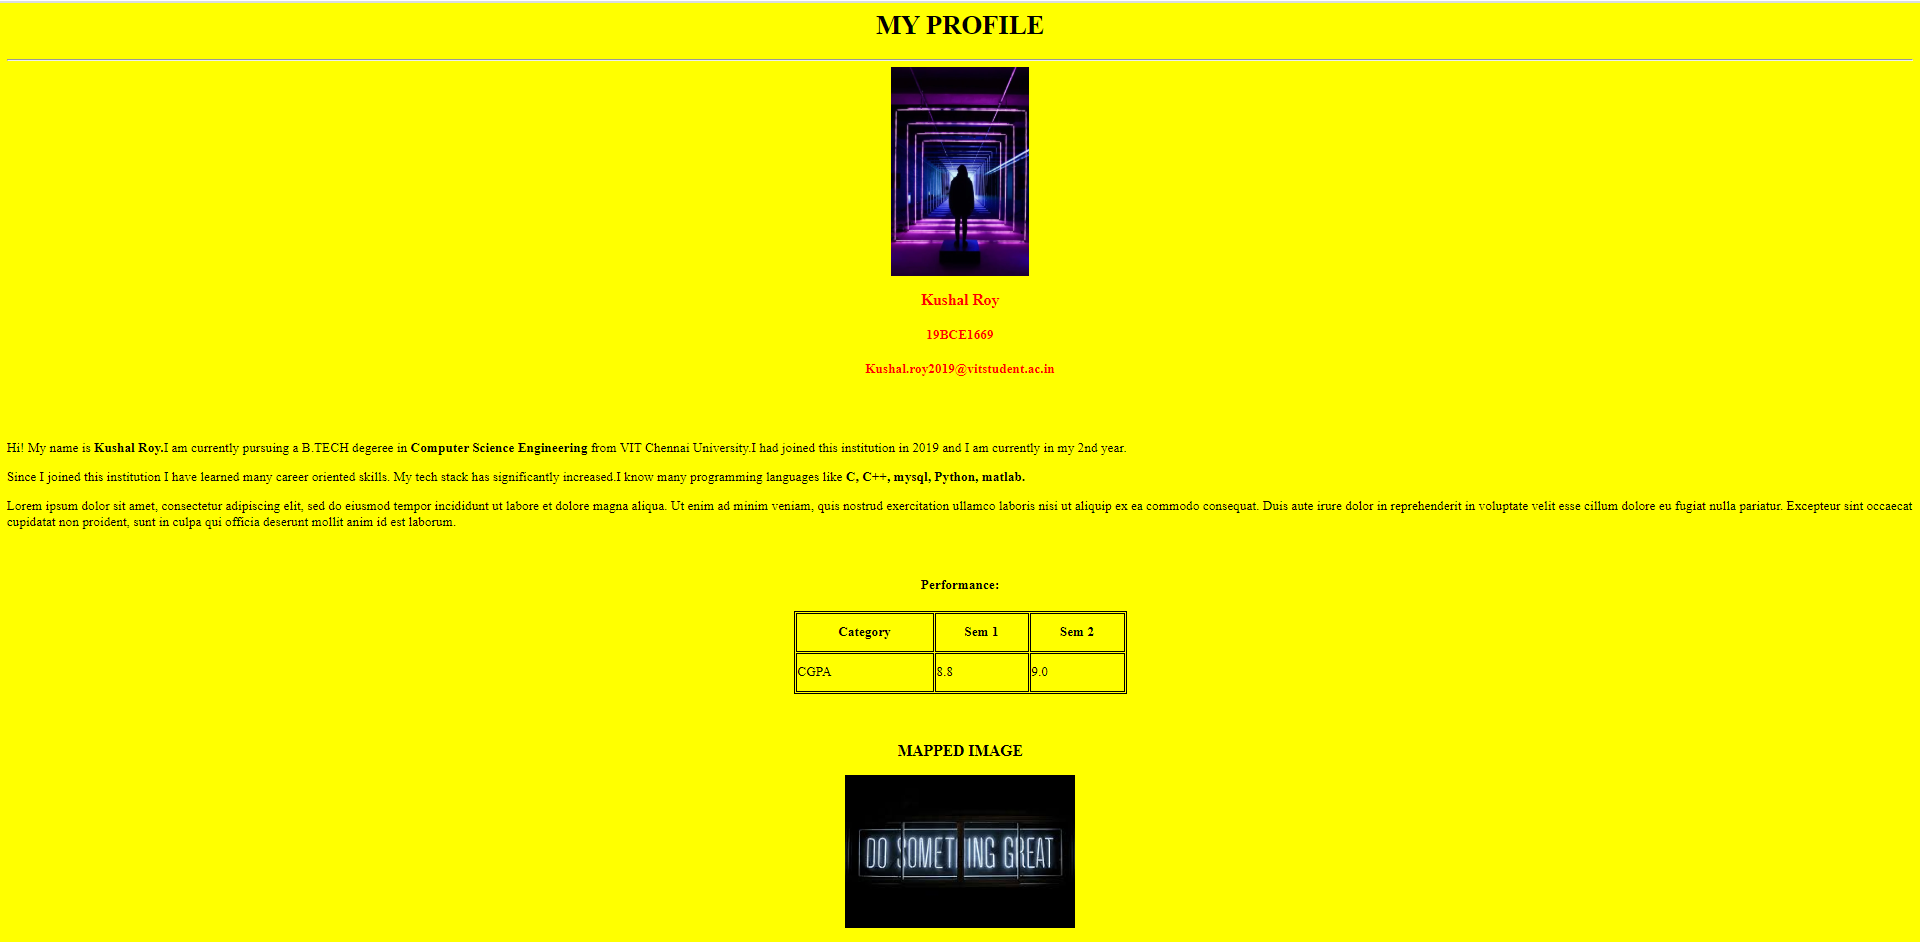 MY PROFILE
Kushal Roy
19BCE1669
Kushal.roy2019@vitstudent.ac.in
Hi! My name is Kushal Roy.I am currently pursuing a B.TECH degeree in Computer Science Engineering from VIT Chennai University.I had joined this institution in 2019 and I am currently in my 2nd year.
Since I joined this institution I have learned many career oriented skills. My tech stack has significantly increased.I know many programming languages like C, C++, mysql, Python, matlab.
Lorem ipsum dolor sit amet, consectetur adipiscing elit, sed do eiusmod tempor incididunt ut labore et dolore magna aliqua. Ut enim ad minim veniam, quis nostrud exercitation ullamco laboris nisi ut aliquip ex ea commodo consequat. Duis aute irure dolor in reprehenderit in voluptate velit esse cillum dolore eu fugiat nulla pariatur. Excepteur sint occaecat
cupidatat non proident, sunt in culpa qui officia deserunt mollit anim id est laborum.
Performance:
Category Sem 1 Sem 2
CGPA 8.8 9.0
MAPPED IMAGE
DO SOMETHING GREAT